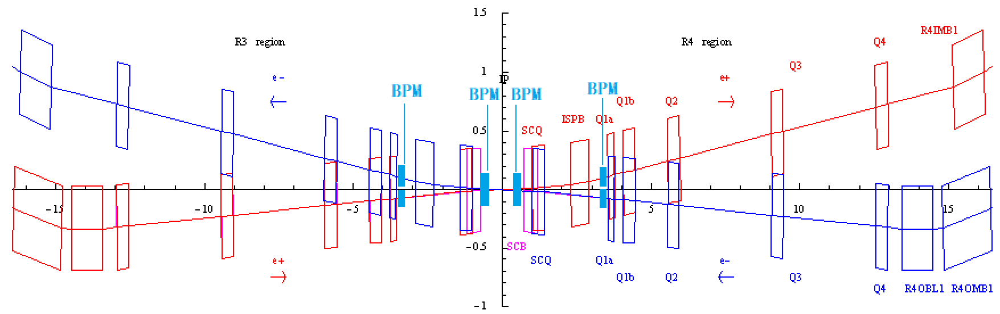 1.5
R4IMB1
R3 region
R4 region
Q4
Q3
1
e-
IP
e+
BPM
BPM
BPM
BPM
Q1b
Q2
ISPB
Q1a
0.5
SCQ
-15
-10
-5
5
10
15
-0.5
SCB
e+
SCQ
Q1a
e-
Q1b
Q2
Q3
Q4
R4OBL1
R4OMB1
-1